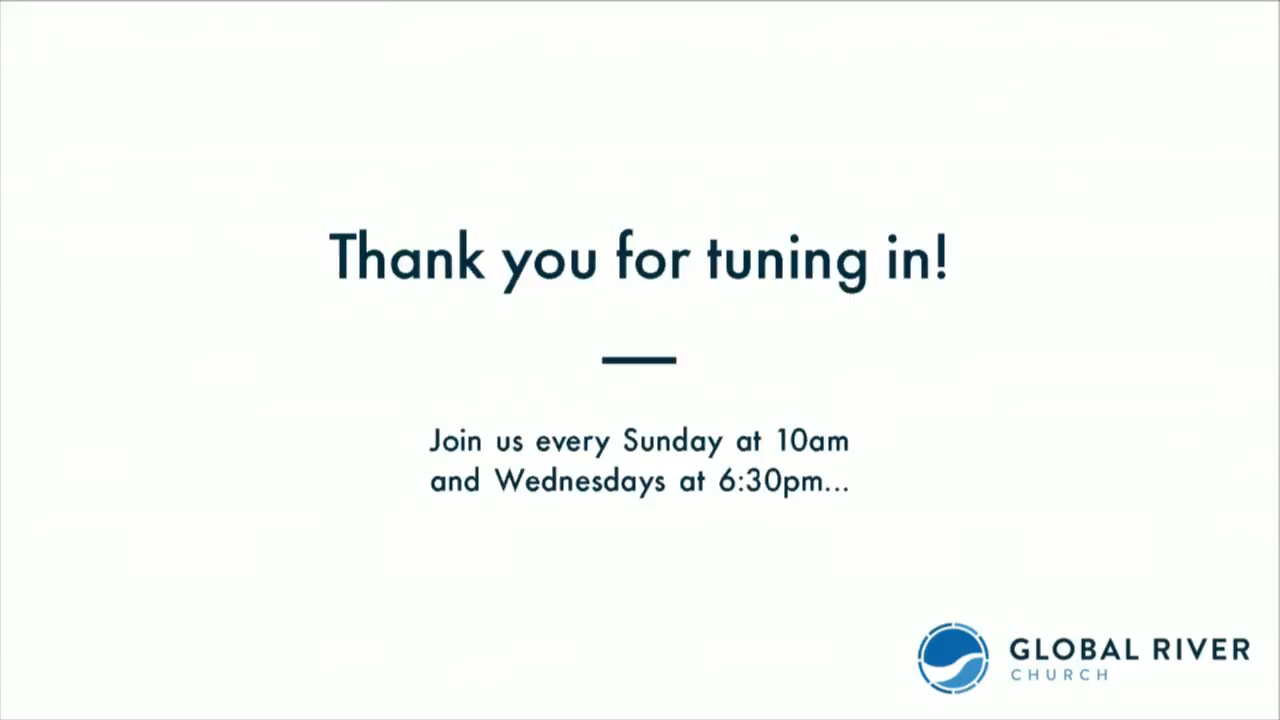 Thank you for tuning in!
Join us every Sunday at 10am
and Wednesdays at 6:30pm...
GLOBAL RIVER
CHURCH